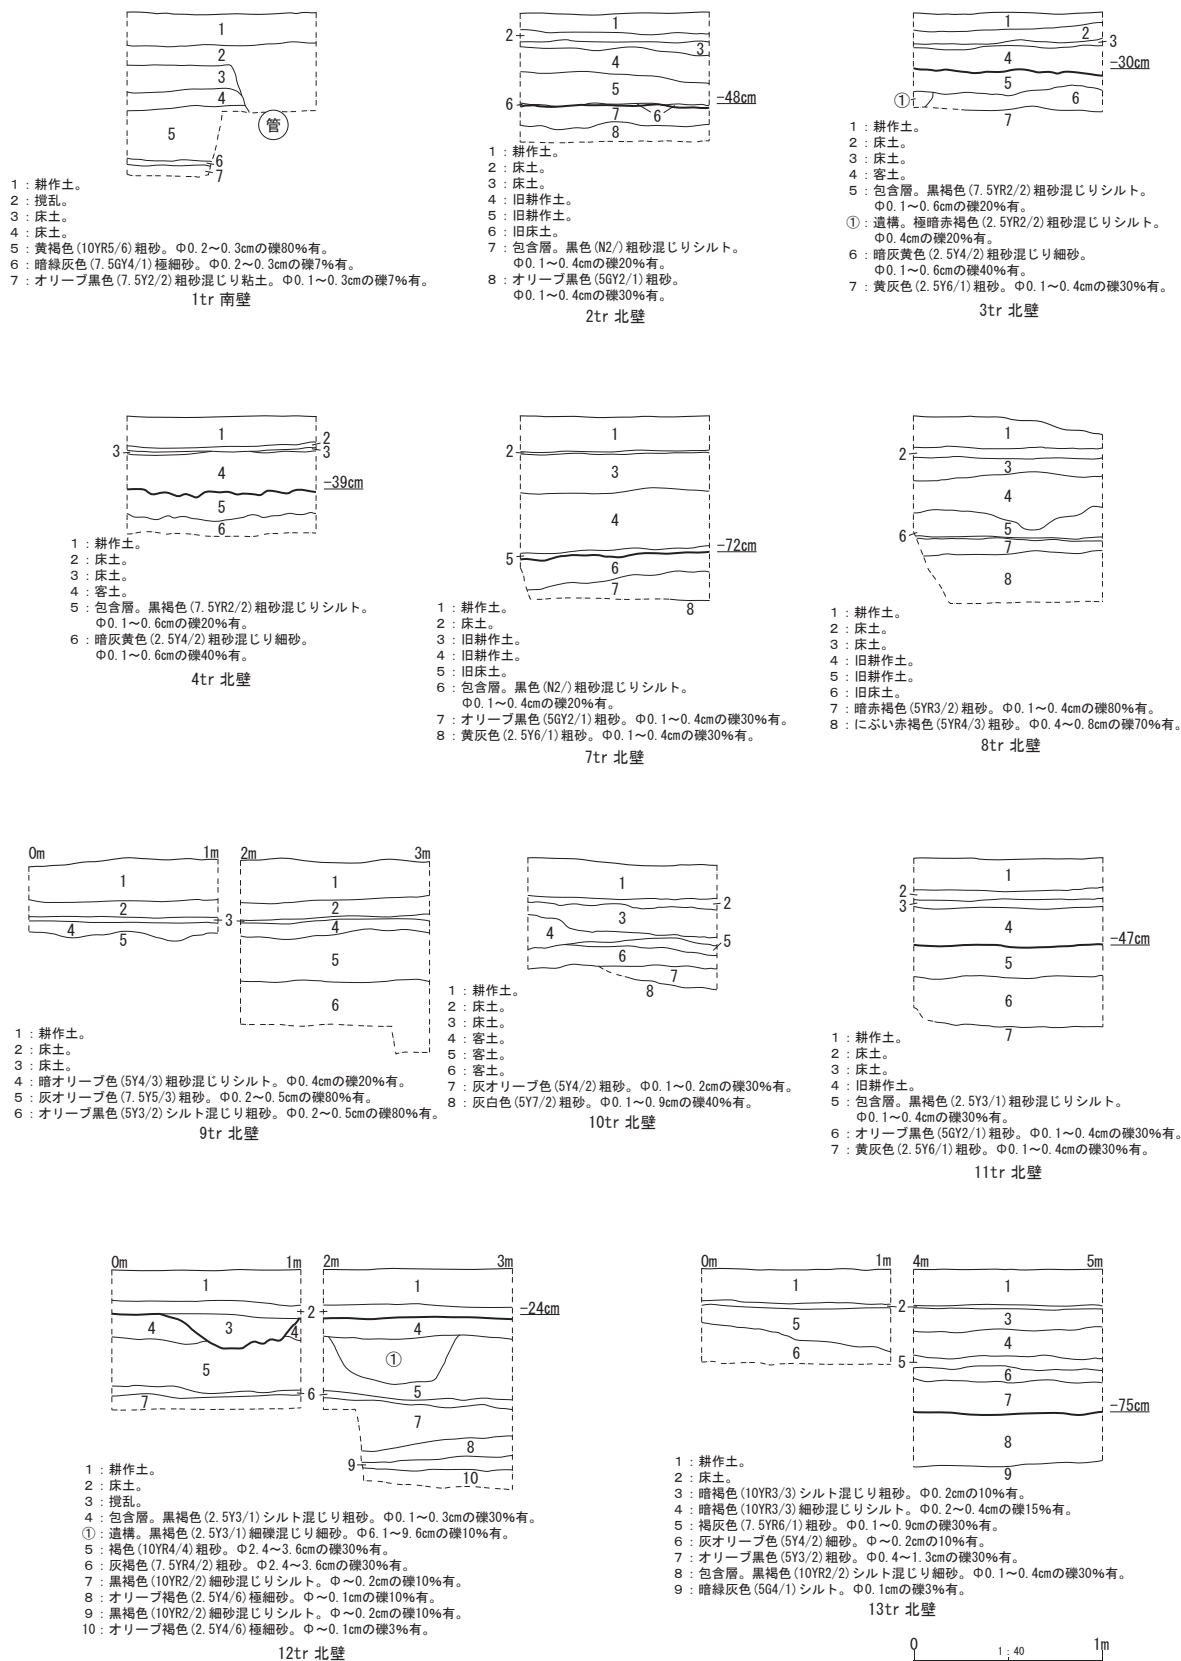 1
2
3
4
5
6
7
管
1：耕作土。
2：撹乱。
3：床土。
4：床土。
5：黄褐色(10YR5/6)粗砂。Φ0.2～0.3cmの礫80%有。
6：暗緑灰色(7.5GY4/1)極細砂。Φ0.2～0.3cmの礫7%有。
7：オリーブ黒色(7.5Y2/2)粗砂混じり粘土。Φ0.1～0.3cmの礫7%有。
1tr 南壁
1
2
3
4
5
6
7
6
8
-48cm
1：耕作土。
2：床土。
3：床土。
4：旧耕作土。
5：旧耕作土。
6：旧床土。
7：包含層。黒色(N2/)粗砂混じりシルト。
Φ0.1～0.4cmの礫20%有。
8：オリーブ黒色(5GY2/1)粗砂。
Φ0.1～0.4cmの礫30%有。
2tr 北壁
1
2
3
4
-30cm
5
①
6
7
1：耕作土。
2：床土。
3：床土。
4：客土。
5：包含層。黒褐色(7.5YR2/2)粗砂混じりシルト。
Φ0.1～0.6cmの礫20%有。
①：遺構。極暗赤褐色(2.5YR2/2)粗砂混じりシルト。
Φ0.4cmの礫20%有。
6：暗灰黄色(2.5Y4/2)粗砂混じり細砂。
Φ0.1～0.6cmの礫40%有。
7：黄灰色(2.5Y6/1)粗砂。Φ0.1～0.4cmの礫30%有。
3tr 北壁
1
2
3
3
4
-39cm
5
6
1：耕作土。
2：床土。
3：床土。
4：客土。
5：包含層。黒褐色(7.5YR2/2)粗砂混じりシルト。
Φ0.1～0.6cmの礫20%有。
6：暗灰黄色(2.5Y4/2)粗砂混じり細砂。
Φ0.1～0.6cmの礫40%有。
4tr 北壁
1
2
3
4
-72cm
5
6
7
8
1：耕作土。
2：床土。
3：旧耕作土。
4：旧耕作土。
5：旧床土。
6：包含層。黒色(N2/)粗砂混じりシルト。
Φ0.1～0.4cmの礫20%有。
7：オリーブ黒色(5GY2/1)粗砂。Φ0.1～0.4cmの礫30%有。
8：黄灰色(2.5Y6/1)粗砂。Φ0.1～0.4cmの礫30%有。
7tr 北壁
1
2
3
4
5
6
7
8
1：耕作土。
2：床土。
3：床土。
4：旧耕作土。
5：旧耕作土。
6：旧床土。
7：暗赤褐色(5YR3/2)粗砂。Φ0.1～0.4cmの礫80%有。
8：にぶい赤褐色(5YR4/3)粗砂。Φ0.4～0.8cmの礫70%有。
8tr 北壁
0m 1m 2m 3m
1 1
2 2
3
4 4
5 5
6
1：耕作土。
2：床土。
3：床土。
4：暗オリーブ色(5Y4/3)粗砂混じりシルト。Φ0.4cmの礫20%有。
5：灰オリーブ色(7.5Y5/3)粗砂。Φ0.2～0.5cmの礫80%有。
6：オリーブ黒色(5Y3/2)シルト混じり粗砂。Φ0.2～0.5cmの礫80%有。
9tr 北壁
1
2
3
4
5
6
7
8
1：耕作土。
2：床土。
3：床土。
4：客土。
5：客土。
6：客土。
7：灰オリーブ色(5Y4/2)粗砂。Φ0.1～0.2cmの礫30%有。
8：灰白色(5Y7/2)粗砂。Φ0.1～0.9cmの礫40%有。
10tr 北壁
1
2
3
4
-47cm
5
6
7
1：耕作土。
2：床土。
3：床土。
4：旧耕作土。
5：包含層。黒褐色(2.5Y3/1)粗砂混じりシルト。
Φ0.1～0.4cmの礫30%有。
6：オリーブ黒色(5GY2/1)粗砂。Φ0.1～0.4cmの礫30%有。
7：黄灰色(2.5Y6/1)粗砂。Φ0.1～0.4cmの礫30%有。
11tr 北壁
0m 1m 2m 3m
1 1
2
-24cm
4 3 4 4
①
5 5
6
7 7
8
9
10
1：耕作土。
2：床土。
3：撹乱。
4：包含層。黒褐色(2.5Y3/1)シルト混じり粗砂。Φ0.1～0.3cmの礫30%有。
①：遺構。黒褐色(2.5Y3/1)細礫混じり細砂。Φ6.1～9.6cmの礫10%有。
5：褐色(10YR4/4)粗砂。Φ2.4～3.6cmの礫30%有。
6：灰褐色(7.5YR4/2)粗砂。Φ2.4～3.6cmの礫30%有。
7：黒褐色(10YR2/2)細砂混じりシルト。Φ～0.2cmの礫10%有。
8：オリーブ褐色(2.5Y4/6)極細砂。Φ～0.1cmの礫10%有。
9：黒褐色(10YR2/2)細砂混じりシルト。Φ～0.2cmの礫10%有。
10：オリーブ褐色(2.5Y4/6)極細砂。Φ～0.1cmの礫3%有。
12tr 北壁
0m 1m 4m 5m
1 1
2
3
5 4
6 5
6
7
-75cm
8
9
1：耕作土。
2：床土。
3：暗褐色(10YR3/3)シルト混じり粗砂。Φ0.2cmの10%有。
4：暗褐色(10YR3/3)細砂混じりシルト。Φ0.2～0.4cmの礫15%有。
5：褐灰色(7.5YR6/1)粗砂。Φ0.1～0.9cmの礫30%有。
6：灰オリーブ色(5Y4/2)細砂。Φ～0.2cmの10%有。
7：オリーブ黒色(5Y3/2)粗砂。Φ0.4～1.3cmの礫30%有。
8：包含層。黒褐色(10YR2/2)シルト混じり細砂。Φ0.1～0.4cmの礫30%有。
9：暗緑灰色(5G4/1)シルト。Φ0.1cmの礫3%有。
13tr 北壁
0 1:40 1m